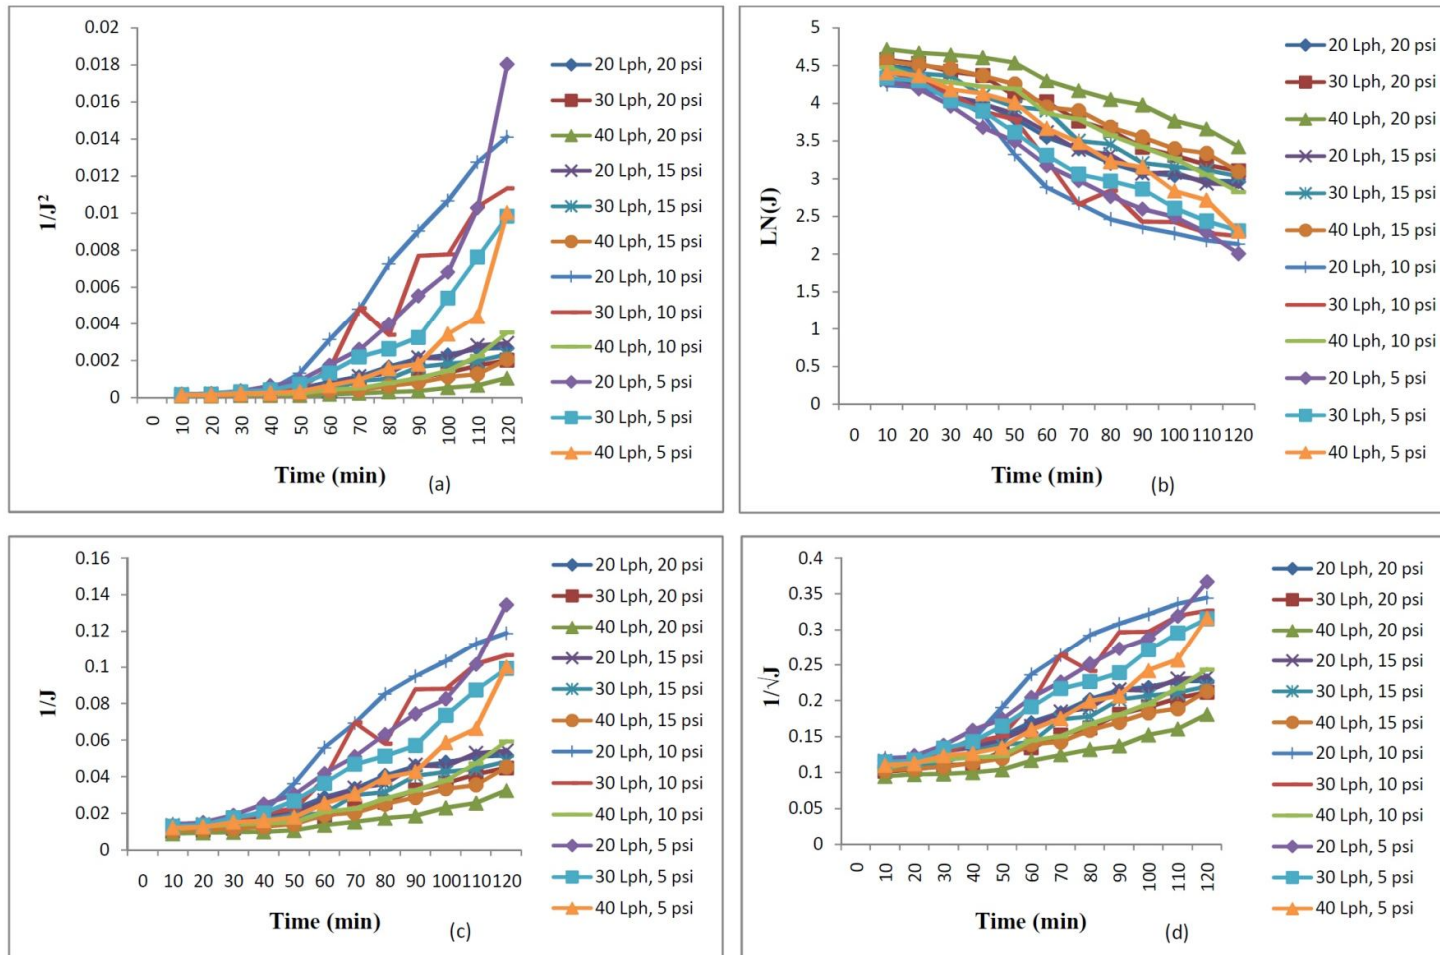 1/J²
0.02
0.018
0.016
0.014
0.012
0.01
0.008
0.006
0.004
0.002
0
0 10 20 30 40 50 60 70 80 90 100 110 120
Time (min)
(a)
20 Lph, 20 psi
30 Lph, 20 psi
40 Lph, 20 psi
20 Lph, 15 psi
30 Lph, 15 psi
40 Lph, 15 psi
20 Lph, 10 psi
30 Lph, 10 psi
40 Lph, 10 psi
20 Lph, 5 psi
30 Lph, 5 psi
40 Lph, 5 psi
LN(J)
5
4.5
4
3.5
3
2.5
2
1.5
1
0.5
0
0 10 20 30 40 50 60 70 80 90 100 110 120
Time (min)
(b)
20 Lph, 20 psi
30 Lph, 20 psi
40 Lph, 20 psi
20 Lph, 15 psi
30 Lph, 15 psi
40 Lph, 15 psi
20 Lph, 10 psi
30 Lph, 10 psi
40 Lph, 10 psi
20 Lph, 5 psi
30 Lph, 5 psi
40 Lph, 5 psi
1/J
0.16
0.14
0.12
0.1
0.08
0.06
0.04
0.02
0
0 10 20 30 40 50 60 70 80 90 100 110 120
Time (min)
(c)
20 Lph, 20 psi
30 Lph, 20 psi
40 Lph, 20 psi
20 Lph, 15 psi
30 Lph, 15 psi
40 Lph, 15 psi
20 Lph, 10 psi
30 Lph, 10 psi
40 Lph, 10 psi
20 Lph, 5 psi
30 Lph, 5 psi
40 Lph, 5 psi
1/√J
0.4
0.35
0.3
0.25
0.2
0.15
0.1
0.05
0
0 10 20 30 40 50 60 70 80 90 100 110 120
Time (min)
(d)
20 Lph, 20 psi
30 Lph, 20 psi
40 Lph, 20 psi
20 Lph, 15 psi
30 Lph, 15 psi
40 Lph, 15 psi
20 Lph, 10 psi
30 Lph, 10 psi
40 Lph, 10 psi
20 Lph, 5 psi
30 Lph, 5 psi
40 Lph, 5 psi